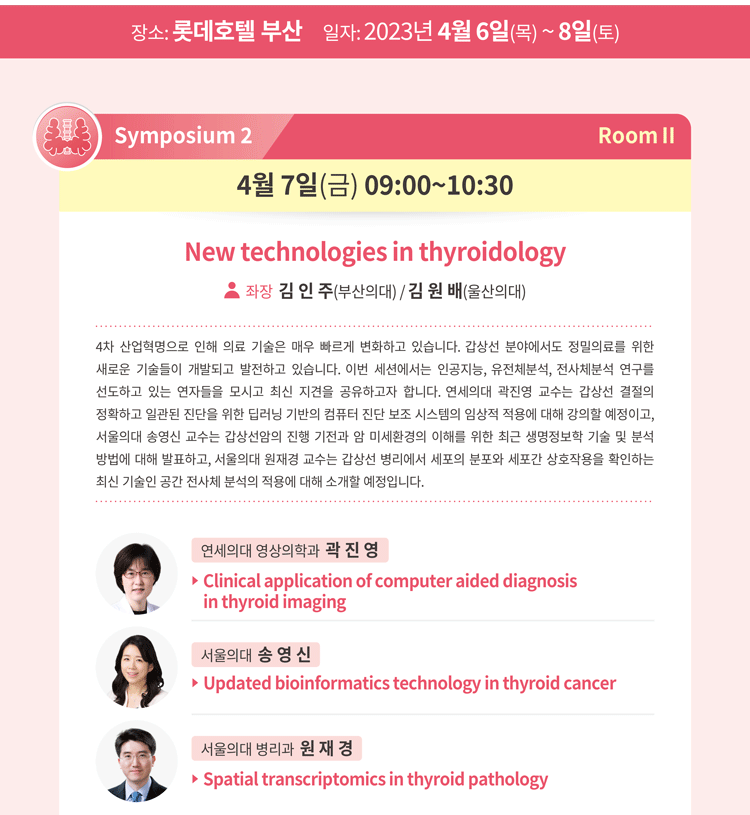 장소: 롯데호텔 부산 일자: 2023년 4월 6일(목) ~ 8일(토)
Symposium 2
Room II
4월 7일(금) 09:00~10:30
New technologies in thyroidology
좌장 김 인 주(부산의대) / 김 원 배(울산의대)
4차 산업혁명으로 인해 의료 기술은 매우 빠르게 변화하고 있습니다. 갑상선 분야에서도 정밀의료를 위한
새로운 기술들이 개발되고 발전하고 있습니다. 이번 세션에서는 인공지능, 유전체분석, 전사체분석 연구를
선도하고 있는 연자들을 모시고 최신 지견을 공유하고자 합니다. 연세의대 곽진영 교수는 갑상선 결절의
정확하고 일관된 진단을 위한 딥러닝 기반의 컴퓨터 진단 보조 시스템의 임상적 적용에 대해 강의할 예정이고,
서울의대 송영신 교수는 갑상선암의 진행 기전과 암 미세환경의 이해를 위한 최근 생명정보학 기술 및 분석
방법에 대해 발표하고, 서울의대 원재경 교수는 갑상선 병리에서 세포의 분포와 세포간 상호작용을 확인하는
최신 기술인 공간 전사체 분석의 적용에 대해 소개할 예정입니다.
연세의대 영상의학과 곽 진 영
Clinical application of computer aided diagnosis
in thyroid imaging
서울의대 송 영 신
Updated bioinformatics technology in thyroid cancer
서울의대 병리과 원 재 경
Spatial transcriptomics in thyroid pathology